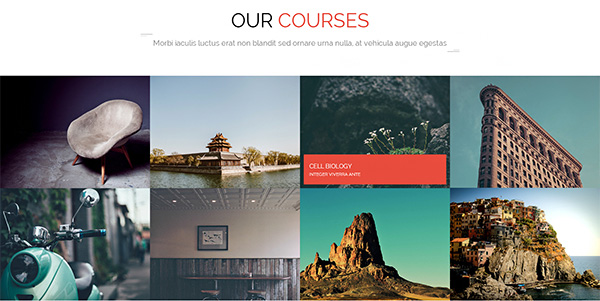 OUR COURSES
Morbi iaculis luctus erat non blandit sed ornare urna nulla, at vehicula augue egestas
CELL BIOLOGY
INTEGER VIVERRA ANTE